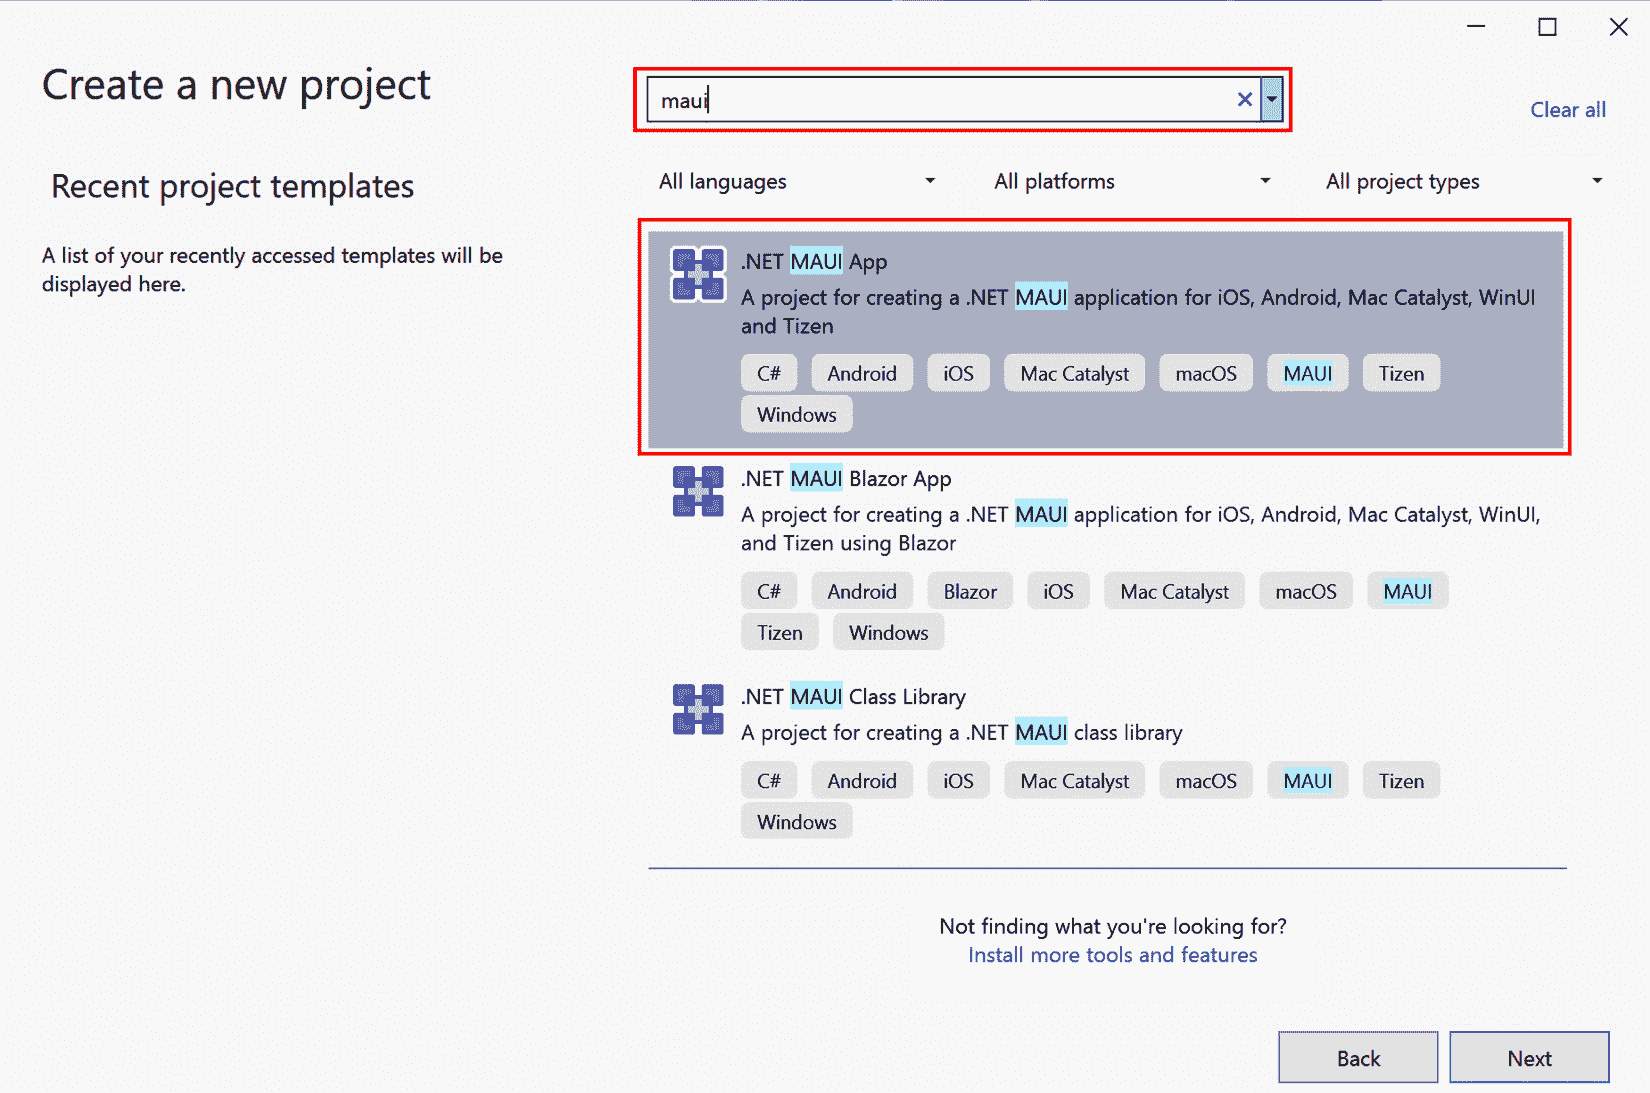 Create a new project
maui
Clear all
Recent project templates
A list of your recently accessed templates will be
displayed here.
All languages
All platforms
All project types
.NET MAUI App
A project for creating a .NET MAUI application for iOS, Android, Mac Catalyst, WinUI
and Tizen
C# Android iOS Mac Catalyst macOS MAUI Tizen
Windows
.NET MAUI Blazor App
A project for creating a .NET MAUI application for iOS, Android, Mac Catalyst, WinUI,
and Tizen using Blazor
C# Android Blazor iOS Mac Catalyst macOS MAUI
Tizen Windows
.NET MAUI Class Library
A project for creating a .NET MAUI class library
C# Android iOS Mac Catalyst macOS MAUI Tizen
Windows
Not finding what you're looking for?
Install more tools and features
Back
Next